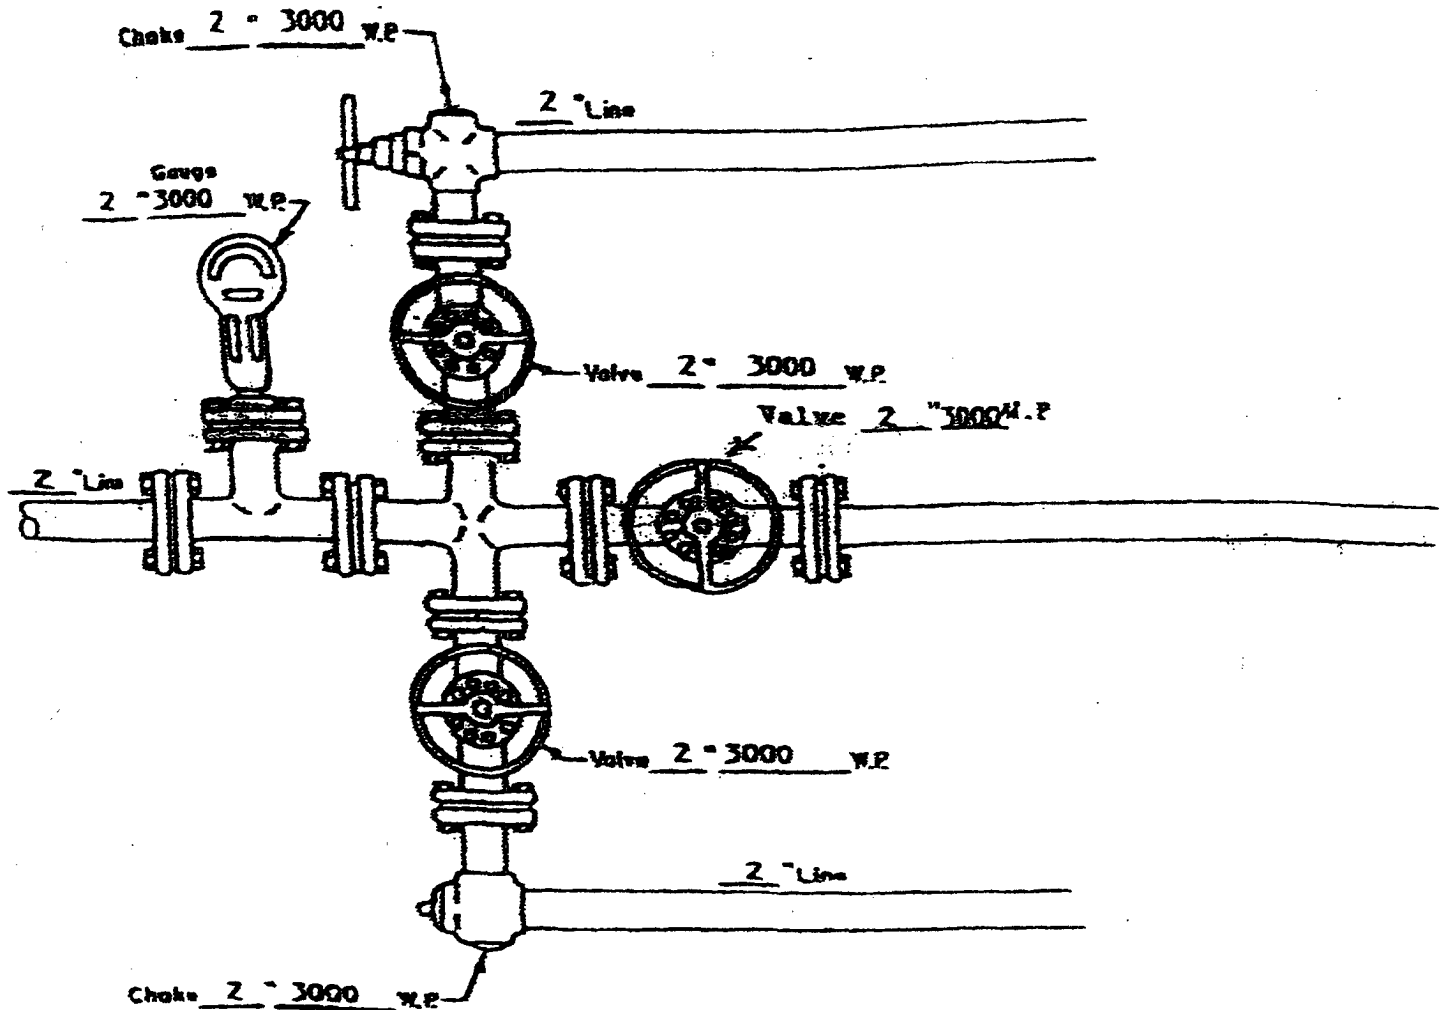 Choke 2 " 3000 W.P.
2 " Line
Gauge
2 " 3000 W.P.
Valve 2 " 3000 W.P.
Valve 2 " 3000 W.P
2 " Line
Valve 2 " 3000 W.P.
2 " Line
Choke 2 " 3000 W.P.